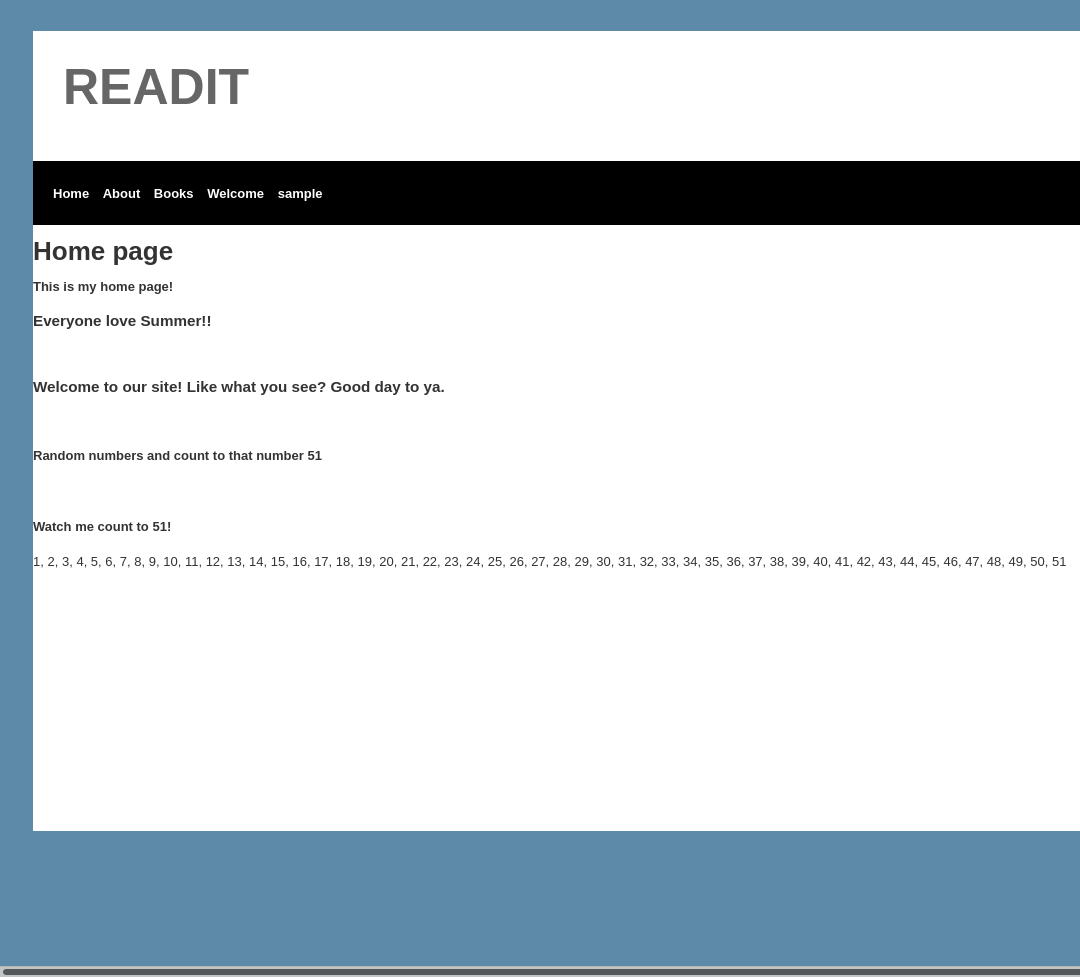 READIT
Home About Books Welcome sample
Home page
This is my home page!
Everyone love Summer!!
Welcome to our site! Like what you see? Good day to ya.
Random numbers and count to that number 51
Watch me count to 51!
1, 2, 3, 4, 5, 6, 7, 8, 9, 10, 11, 12, 13, 14, 15, 16, 17, 18, 19, 20, 21, 22, 23, 24, 25, 26, 27, 28, 29, 30, 31, 32, 33, 34, 35, 36, 37, 38, 39, 40, 41, 42, 43, 44, 45, 46, 47, 48, 49, 50, 51